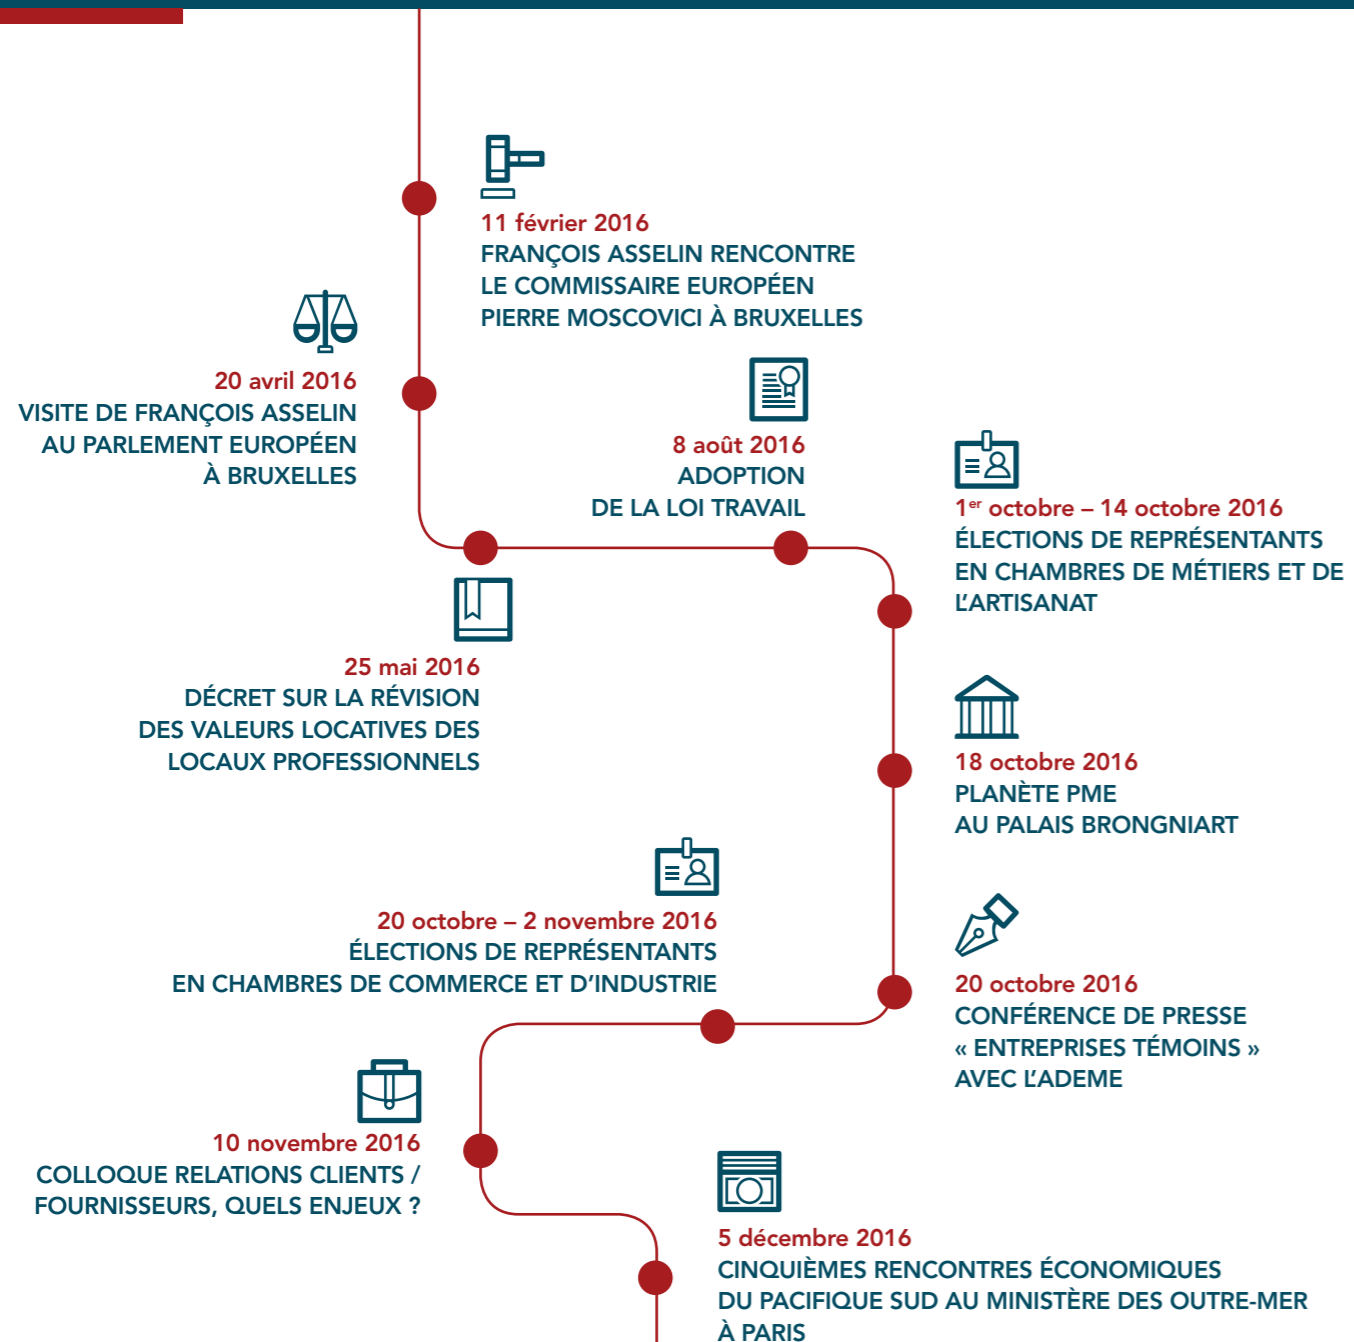 11 février 2016
FRANÇOIS ASSELIN RENCONTRE
LE COMMISSAIRE EUROPÉEN
PIERRE MOSCOVICI À BRUXELLES
20 avril 2016
VISITE DE FRANÇOIS ASSELIN
AU PARLEMENT EUROPÉEN
À BRUXELLES
25 mai 2016
DÉCRET SUR LA RÉVISION
DES VALEURS LOCATIVES DES
LOCAUX PROFESSIONNELS
8 août 2016
ADOPTION
DE LA LOI TRAVAIL
1er octobre – 14 octobre 2016
ÉLECTIONS DE REPRÉSENTANTS
EN CHAMBRES DE MÉTIERS ET DE
L’ARTISANAT
18 octobre 2016
PLANÈTE PME
AU PALAIS BRONGNIART
20 octobre 2016
CONFÉRENCE DE PRESSE
« ENTREPRISES TÉMOINS »
AVEC L’ADEME
20 octobre – 2 novembre 2016
ÉLECTIONS DE REPRÉSENTANTS
EN CHAMBRES DE COMMERCE ET D’INDUSTRIE
10 novembre 2016
COLLOQUE RELATIONS CLIENTS /
FOURNISSEURS, QUELS ENJEUX ?
5 décembre 2016
CINQUIÈMES RENCONTRES ÉCONOMIQUES
DU PACIFIQUE SUD AU MINISTÈRE DES OUTRE-MER
À PARIS